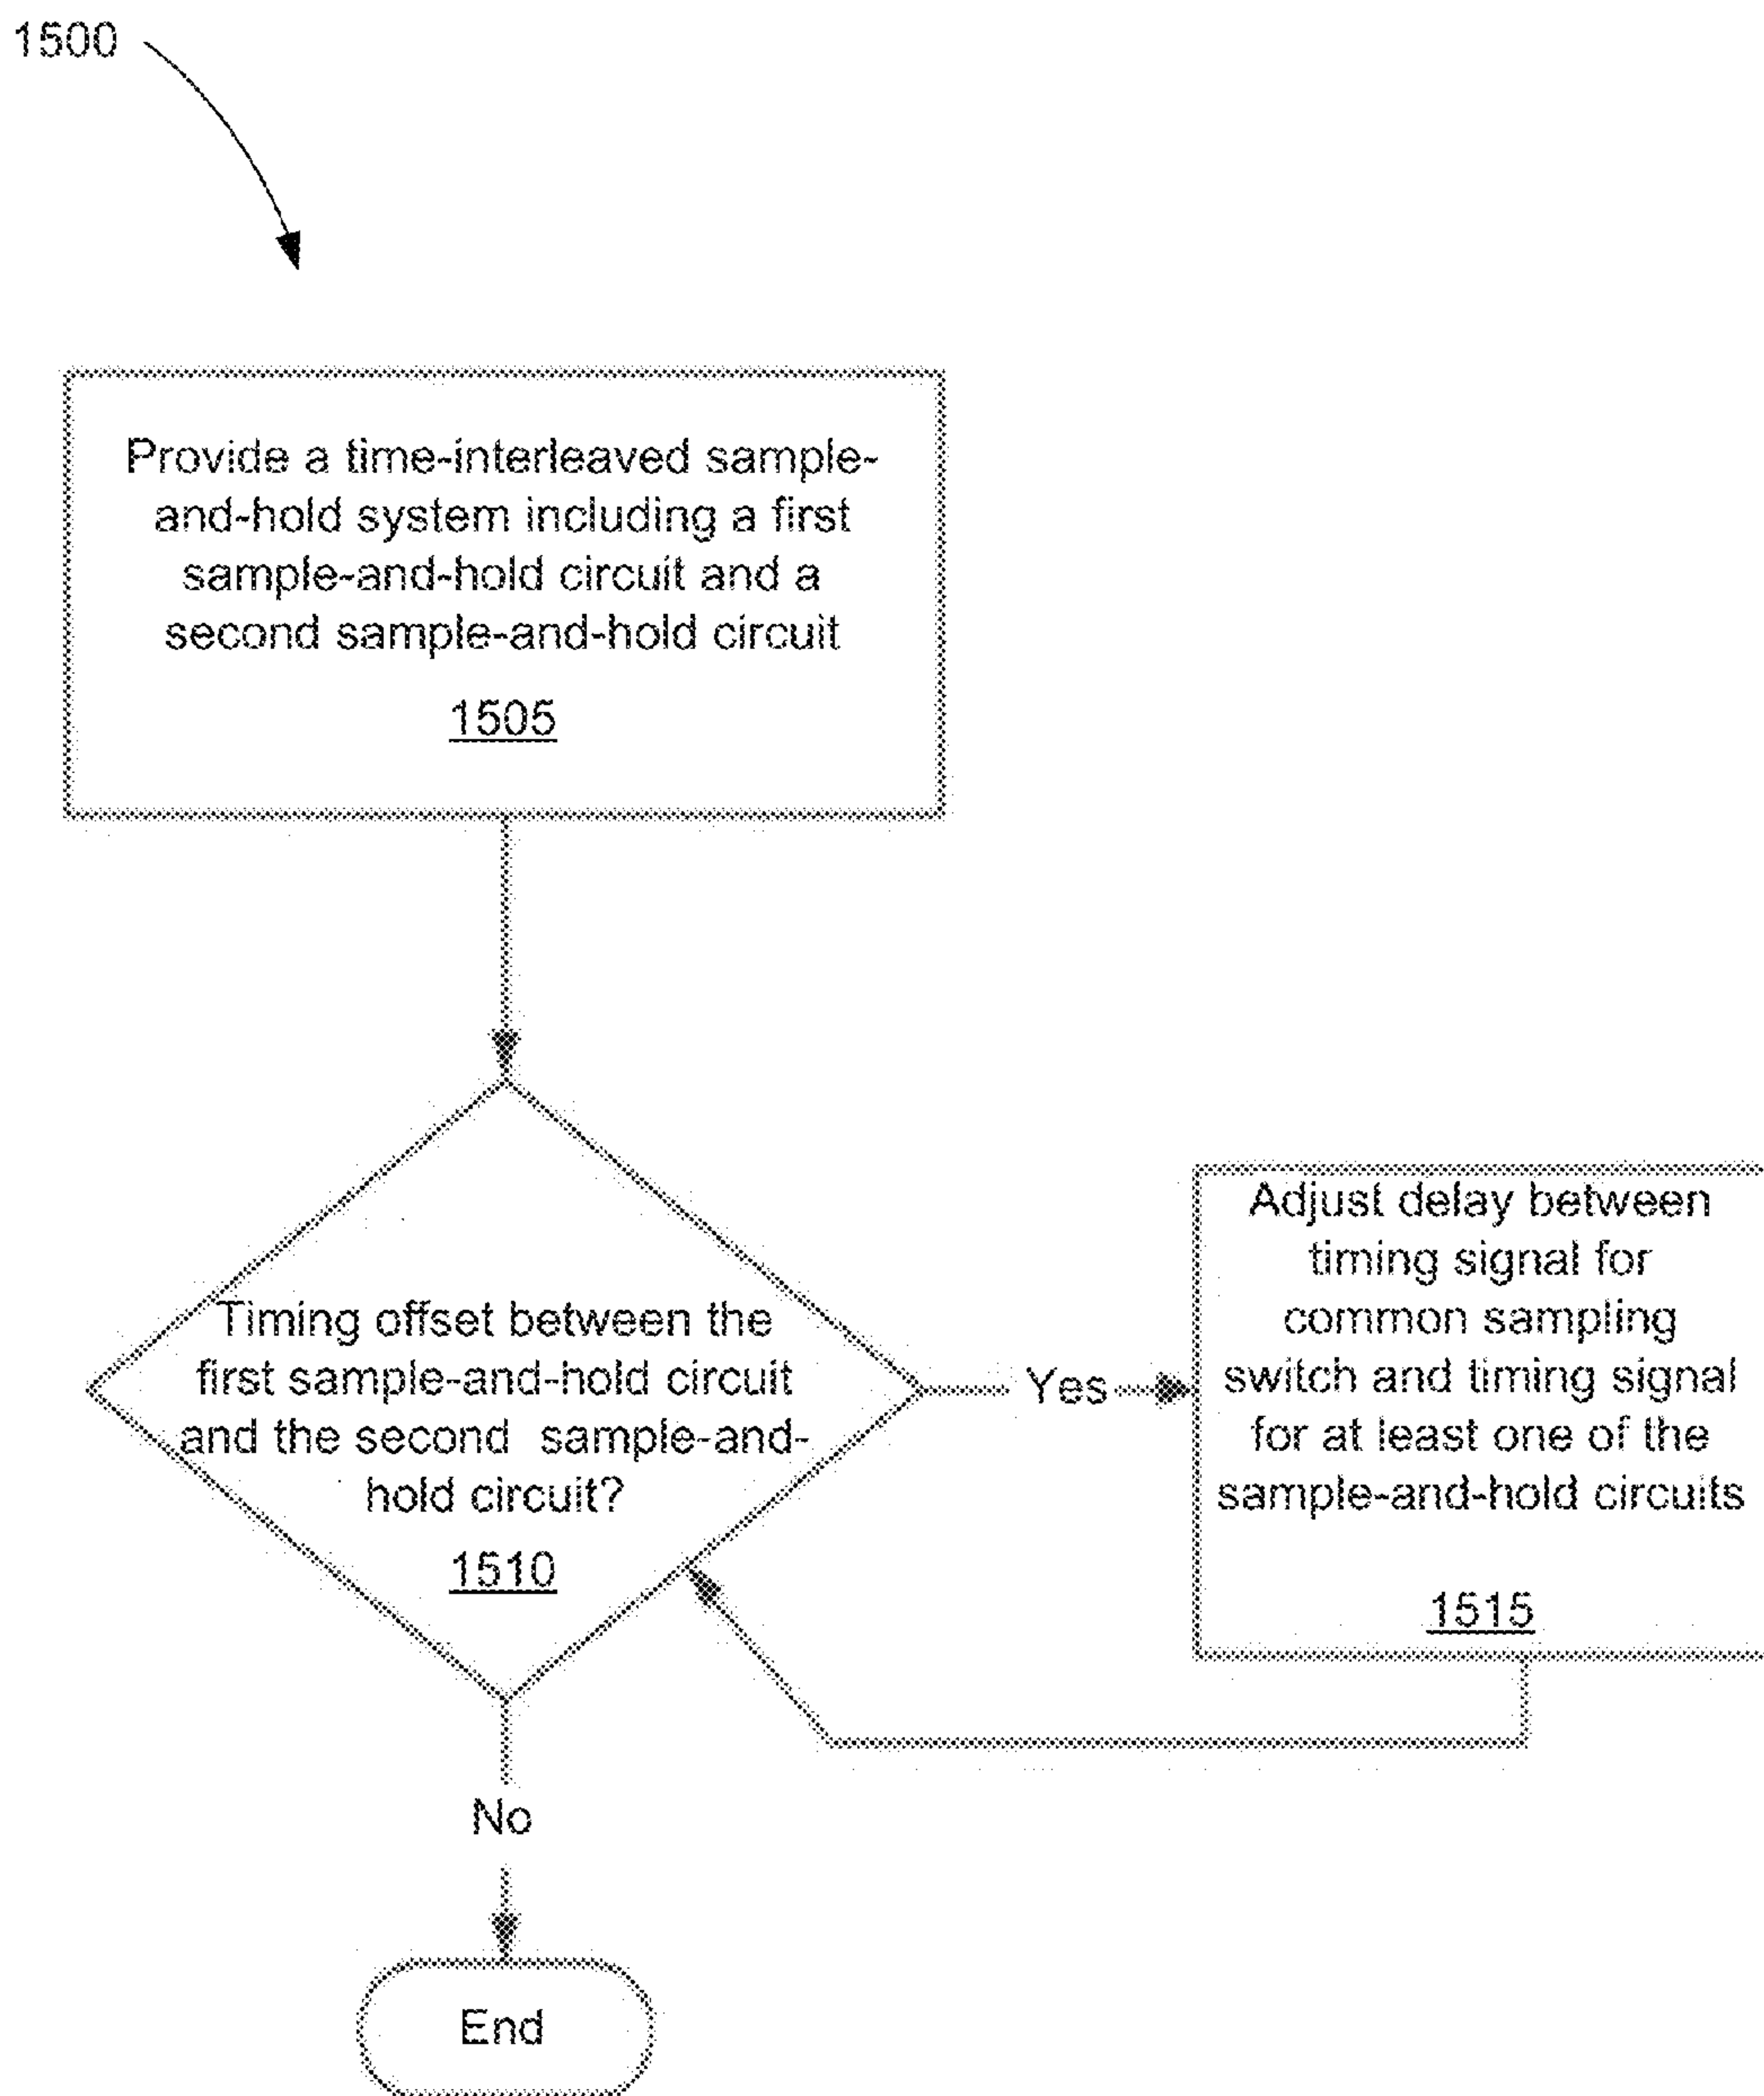 1500
Provide a time-interleaved sample-
and-hold system including a first
sample-and-hold circuit and a
second sample-and-hold circuit
1505
Timing offset between the
first sample-and-hold circuit
and the second sample-and-
hold circuit?
1510
Yes
Adjust delay between
timing signal for
common sampling
switch and timing signal
for at least one of the
sample-and-hold circuits
1515
No
End